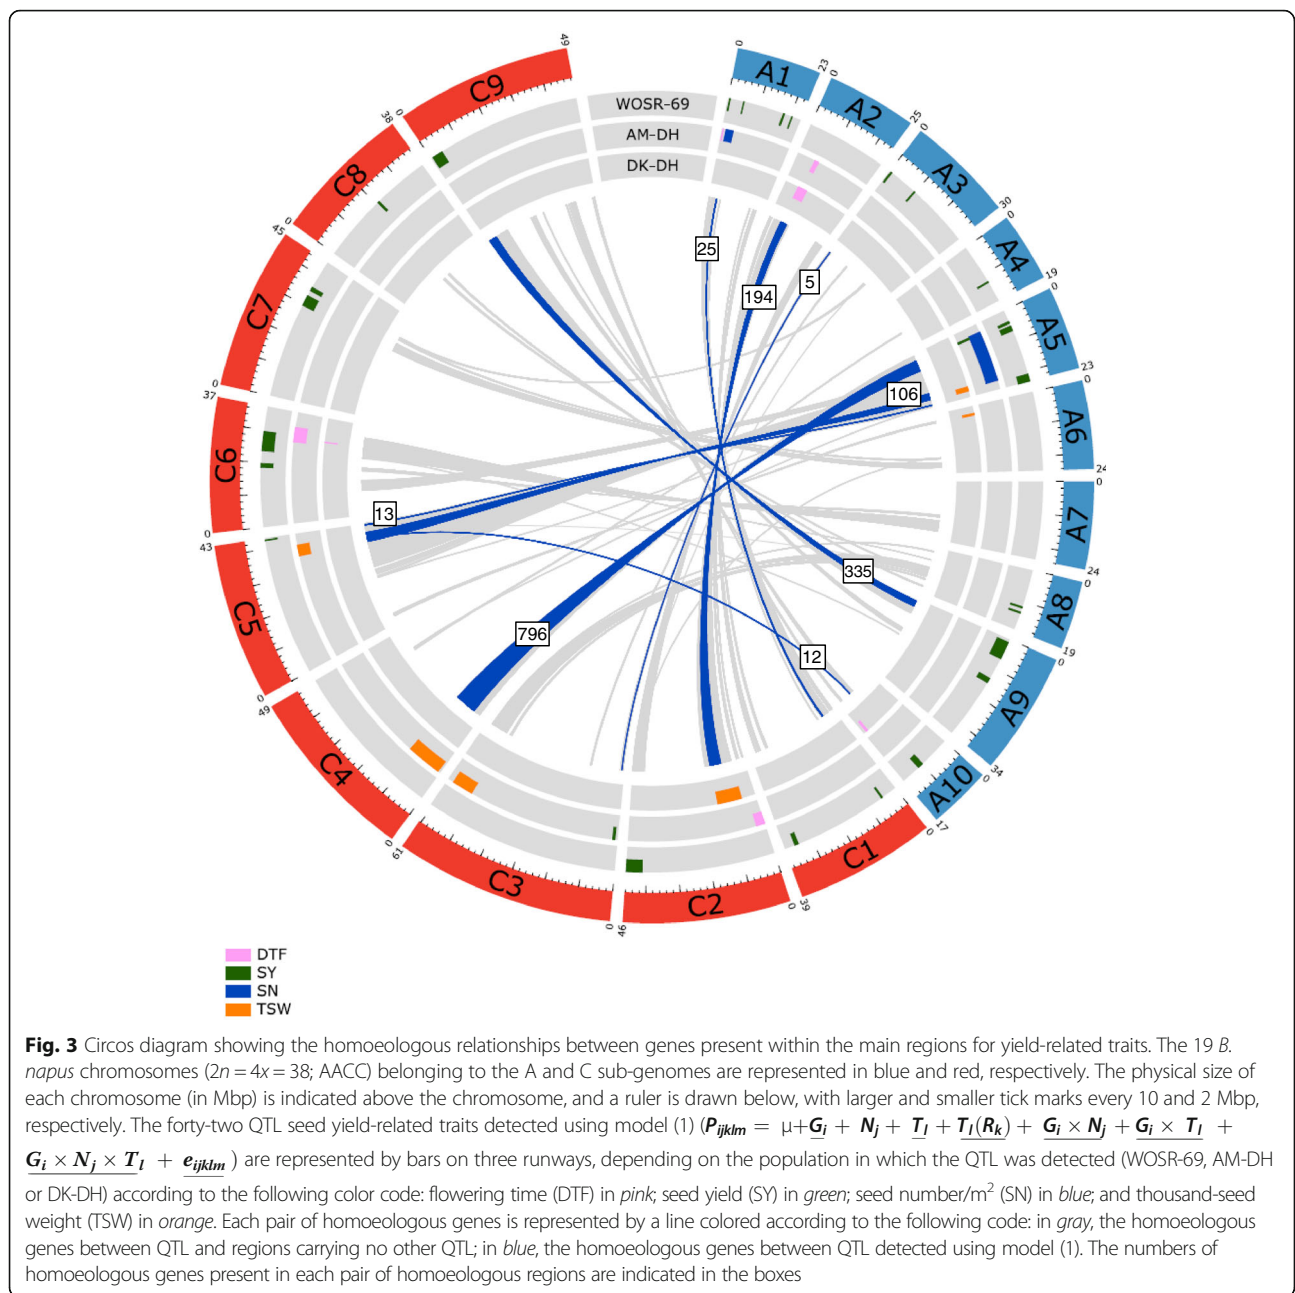 49
0
C9
A1
23
0
38
0
WOSR-69
A2
25
0
AM-DH
C8
DK-DH
A3
30
0
45
0
25
5
A4
19
0
194
C7
A5
23
0
0
37
106
A6
24
0
C6
13
A7
0
43
24
0
335
A8
C5
796
12
19
0
0
49
A9
C4
34
0
A10
17
0
0
61
C1
C3
C2
0
39
0
46
DTF
SY
SN
TSW
Fig. 3 Circos diagram showing the homoeologous relationships between genes present within the main regions for yield-related traits. The 19 B.
napus chromosomes (2n = 4x = 38; AACC) belonging to the A and C sub-genomes are represented in blue and red, respectively. The physical size of
each chromosome (in Mbp) is indicated above the chromosome, and a ruler is drawn below, with larger and smaller tick marks every 10 and 2 Mbp,
respectively. The forty-two QTL seed yield-related traits detected using model (1) (P_ijklm = μ+G_i + N_j + T_l + T_l(R_k) + G_i × N_j + G_i × T_l +
G_i × N_j × T_l + e_ijklm ) are represented by bars on three runways, depending on the population in which the QTL was detected (WOSR-69, AM-DH
or DK-DH) according to the following color code: flowering time (DTF) in pink; seed yield (SY) in green; seed number/m² (SN) in blue; and thousand-seed
weight (TSW) in orange. Each pair of homoeologous genes is represented by a line colored according to the following code: in gray, the homoeologous
genes between QTL and regions carrying no other QTL; in blue, the homoeologous genes between QTL detected using model (1). The numbers of
homoeologous genes present in each pair of homoeologous regions are indicated in the boxes